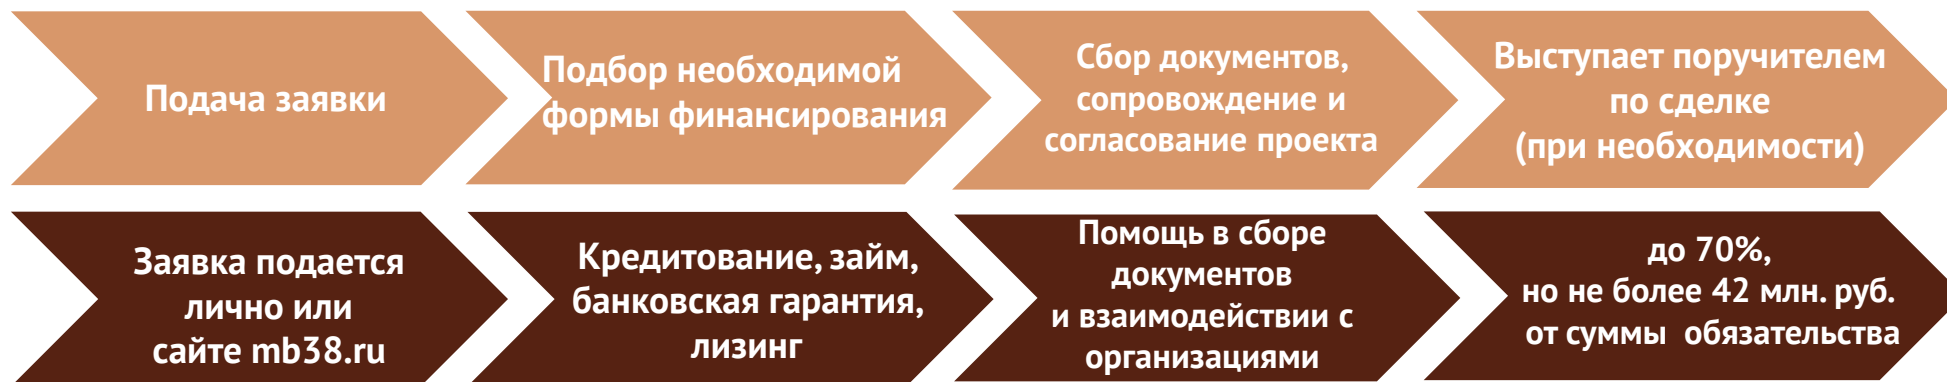 Подача заявки
Подбор необходимой
формы финансирования
Сбор документов,
сопровождение и
согласование проекта
Выступает поручителем
по сделке
(при необходимости)
Заявка подается
лично или
сайте mb38.ru
Кредитование, займ,
банковская гарантия,
лизинг
Помощь в сборе
документов
и взаимодействии с
организациями
до 70%,
но не более 42 млн. руб.
от суммы обязательства